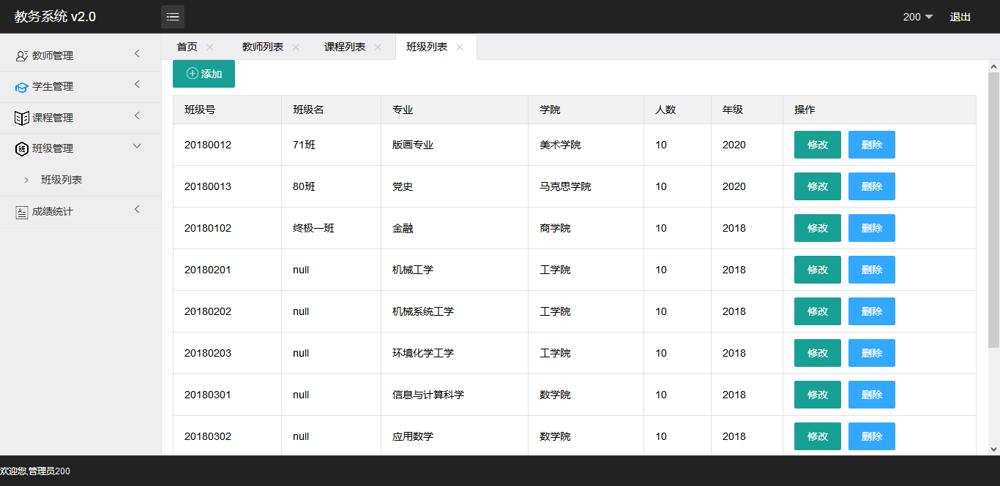 教务系统 v2.0
200 退出
教师管理
学生管理
课程管理
班 班级管理
班级列表
成绩统计
首页 教师列表 课程列表 班级列表
添加
班级号 班级名 专业 学院 人数 年级 操作
20180012 71班 版画专业 美术学院 10 2020 修改 删除
20180013 80班 党史 马克思学院 10 2020 修改 删除
20180102 终极一班 金融 商学院 10 2018 修改 删除
20180201 null 机械工学 工学院 10 2018 修改 删除
20180202 null 机械系统工学 工学院 10 2018 修改 删除
20180203 null 环境化学工学 工学院 10 2018 修改 删除
20180301 null 信息与计算科学 数学院 10 2018 修改 删除
20180302 null 应用数学 数学院 10 2018 修改 删除
欢迎您,管理员200